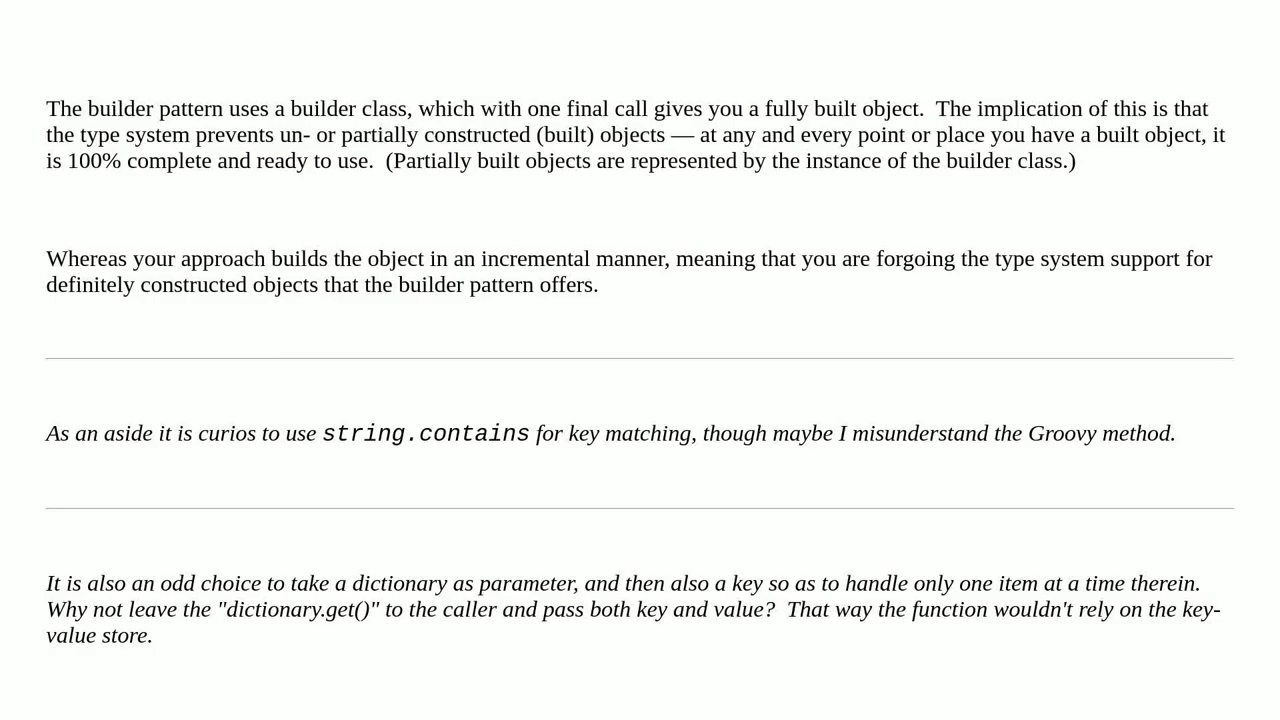 The builder pattern uses a builder class, which with one final call gives you a fully built object.  The implication of this is that
the type system prevents un- or partially constructed (built) objects — at any and every point or place you have a built object, it
is 100% complete and ready to use.  (Partially built objects are represented by the instance of the builder class.)
Whereas your approach builds the object in an incremental manner, meaning that you are forgoing the type system support for
definitely constructed objects that the builder pattern offers.
As an aside it is curios to use string.contains for key matching, though maybe I misunderstand the Groovy method.
It is also an odd choice to take a dictionary as parameter, and then also a key so as to handle only one item at a time therein.
Why not leave the "dictionary.get()" to the caller and pass both key and value?  That way the function wouldn't rely on the key-
value store.